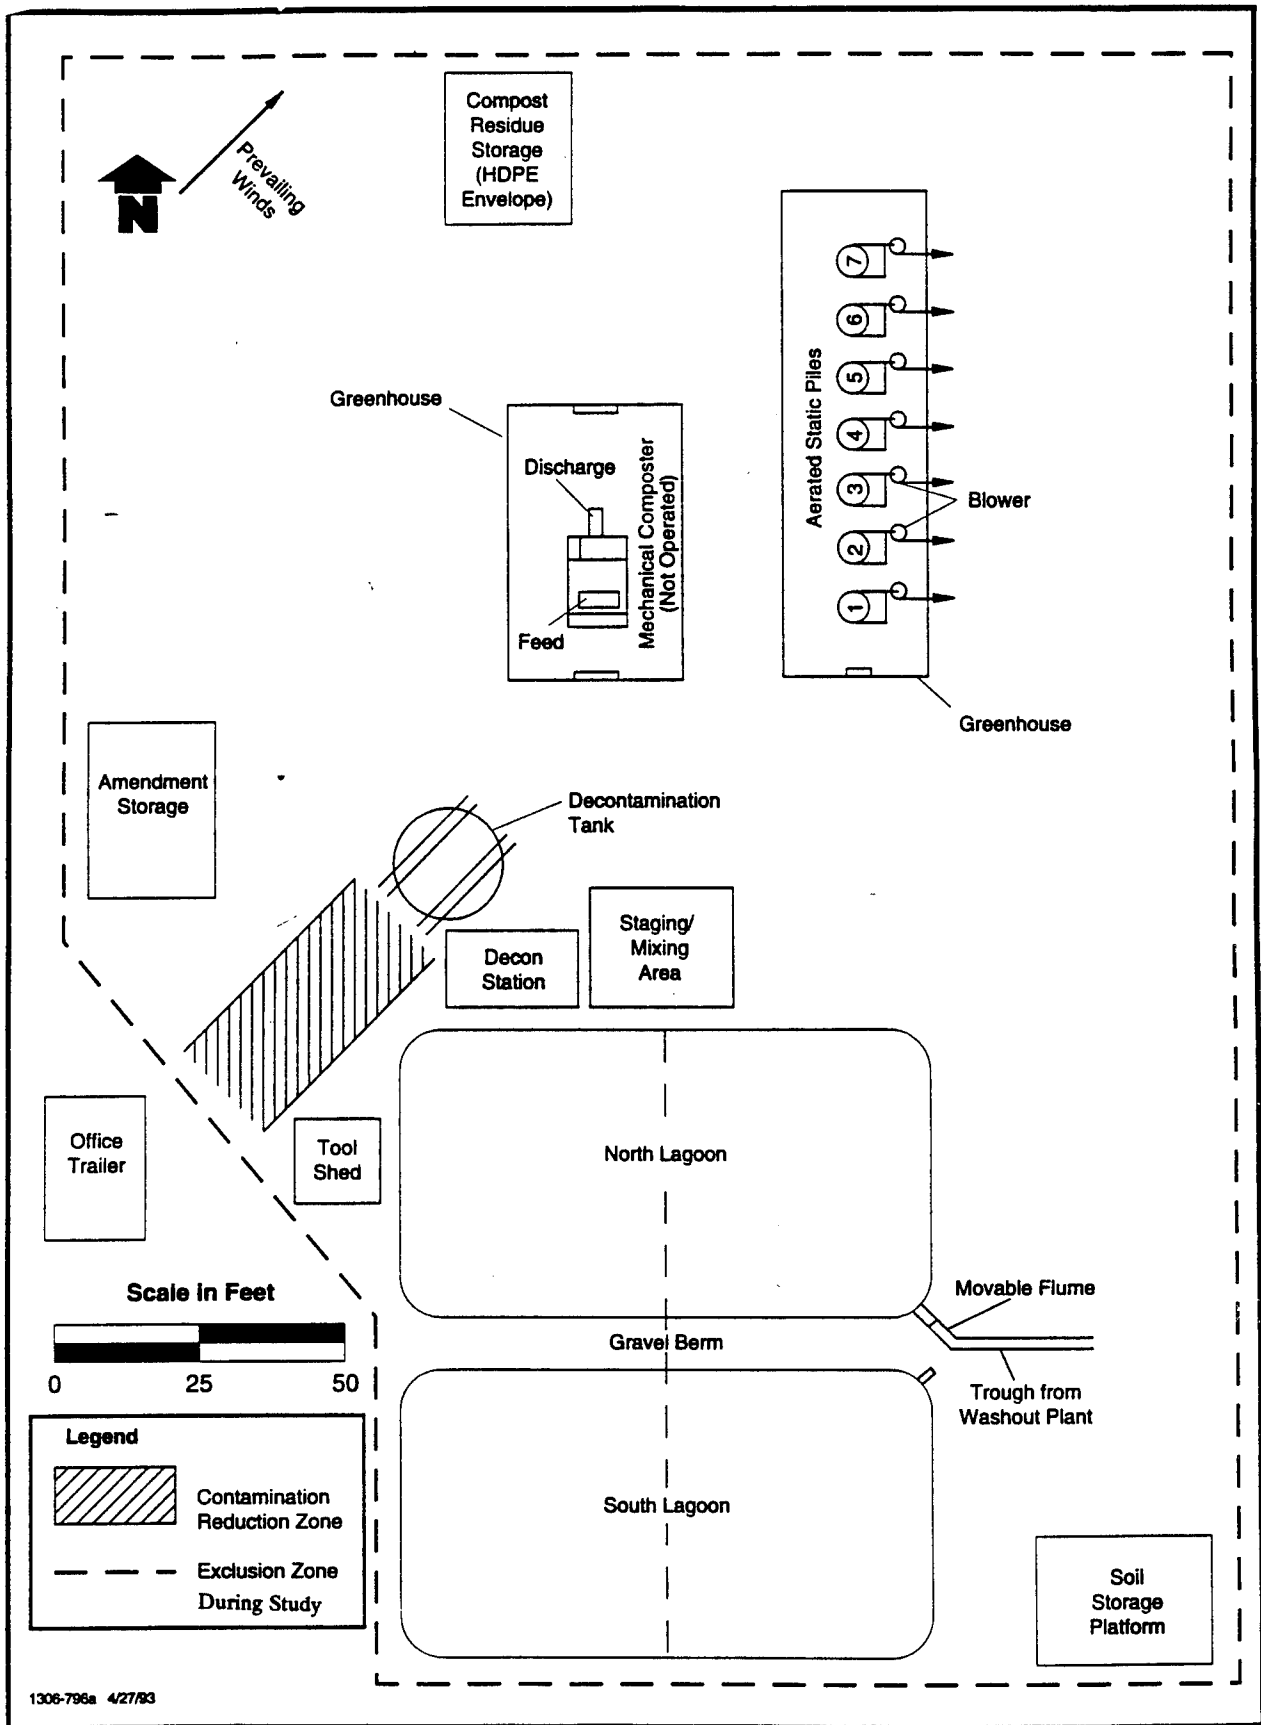 Compost
Residue
Storage
(HDPE
Envelope)
Prevailing
Winds
N
7
6
5
4
3
2
1
Aerated Static Piles
Blower
Greenhouse
Greenhouse
Discharge
Feed
Mechanical Composter
(Not Operated)
Amendment
Storage
Decontamination
Tank
Staging/
Mixing
Area
Decon
Station
Office
Trailer
Tool
Shed
North Lagoon
Movable Flume
Gravel Berm
Trough from
Washout Plant
South Lagoon
Soil
Storage
Platform
Scale in Feet
0 25 50
Legend
Contamination
Reduction Zone
Exclusion Zone
During Study
1306-796a 4/27/93